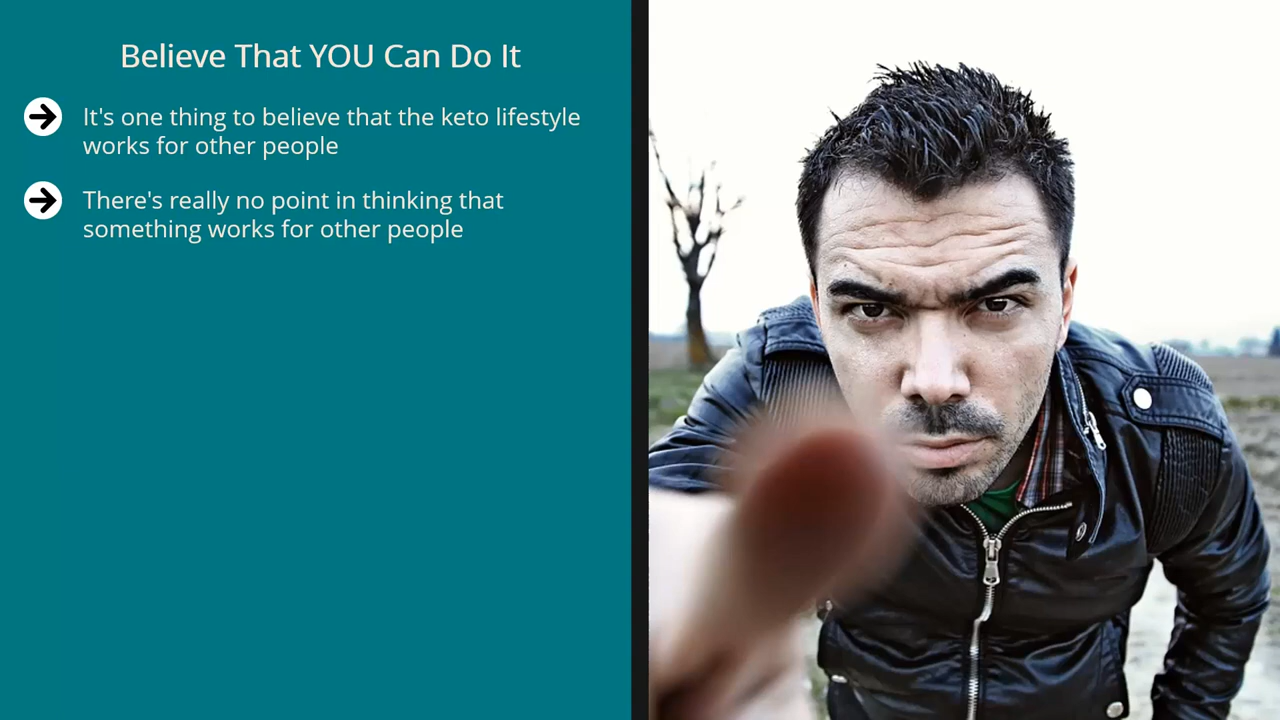 Believe That YOU Can Do It
It's one thing to believe that the keto lifestyle
works for other people
There's really no point in thinking that
something works for other people